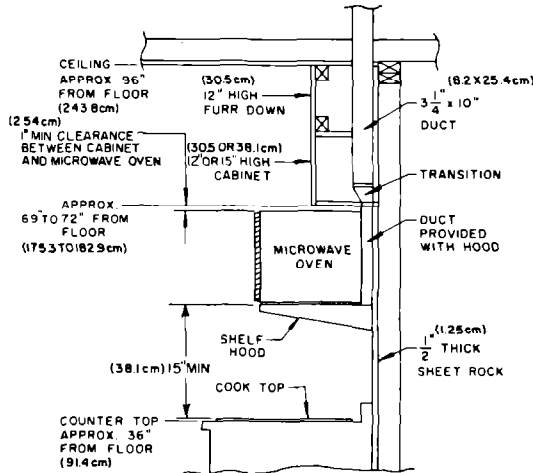 CEILING
APPROX 96"
FROM FLOOR
(243.8cm)
(2.54cm)
1" MIN CLEARANCE
BETWEEN CABINET
AND MICROWAVE OVEN
(30.5cm)
12" HIGH
FURR DOWN
(30.5 OR 38.1cm)
12" OR 15" HIGH
CABINET
(8.2 X 25.4cm)
3 1/4" x 10"
DUCT
TRANSITION
APPROX.
69" TO 72" FROM
FLOOR
(175.3 TO 182.9cm)
MICROWAVE
OVEN
DUCT
PROVIDED
WITH HOOD
SHELF
HOOD
(38.1cm) 15" MIN
(1.25cm)
1/2" THICK
SHEET ROCK
COOK TOP
COUNTER TOP
APPROX. 36"
FROM FLOOR
(91.4cm)